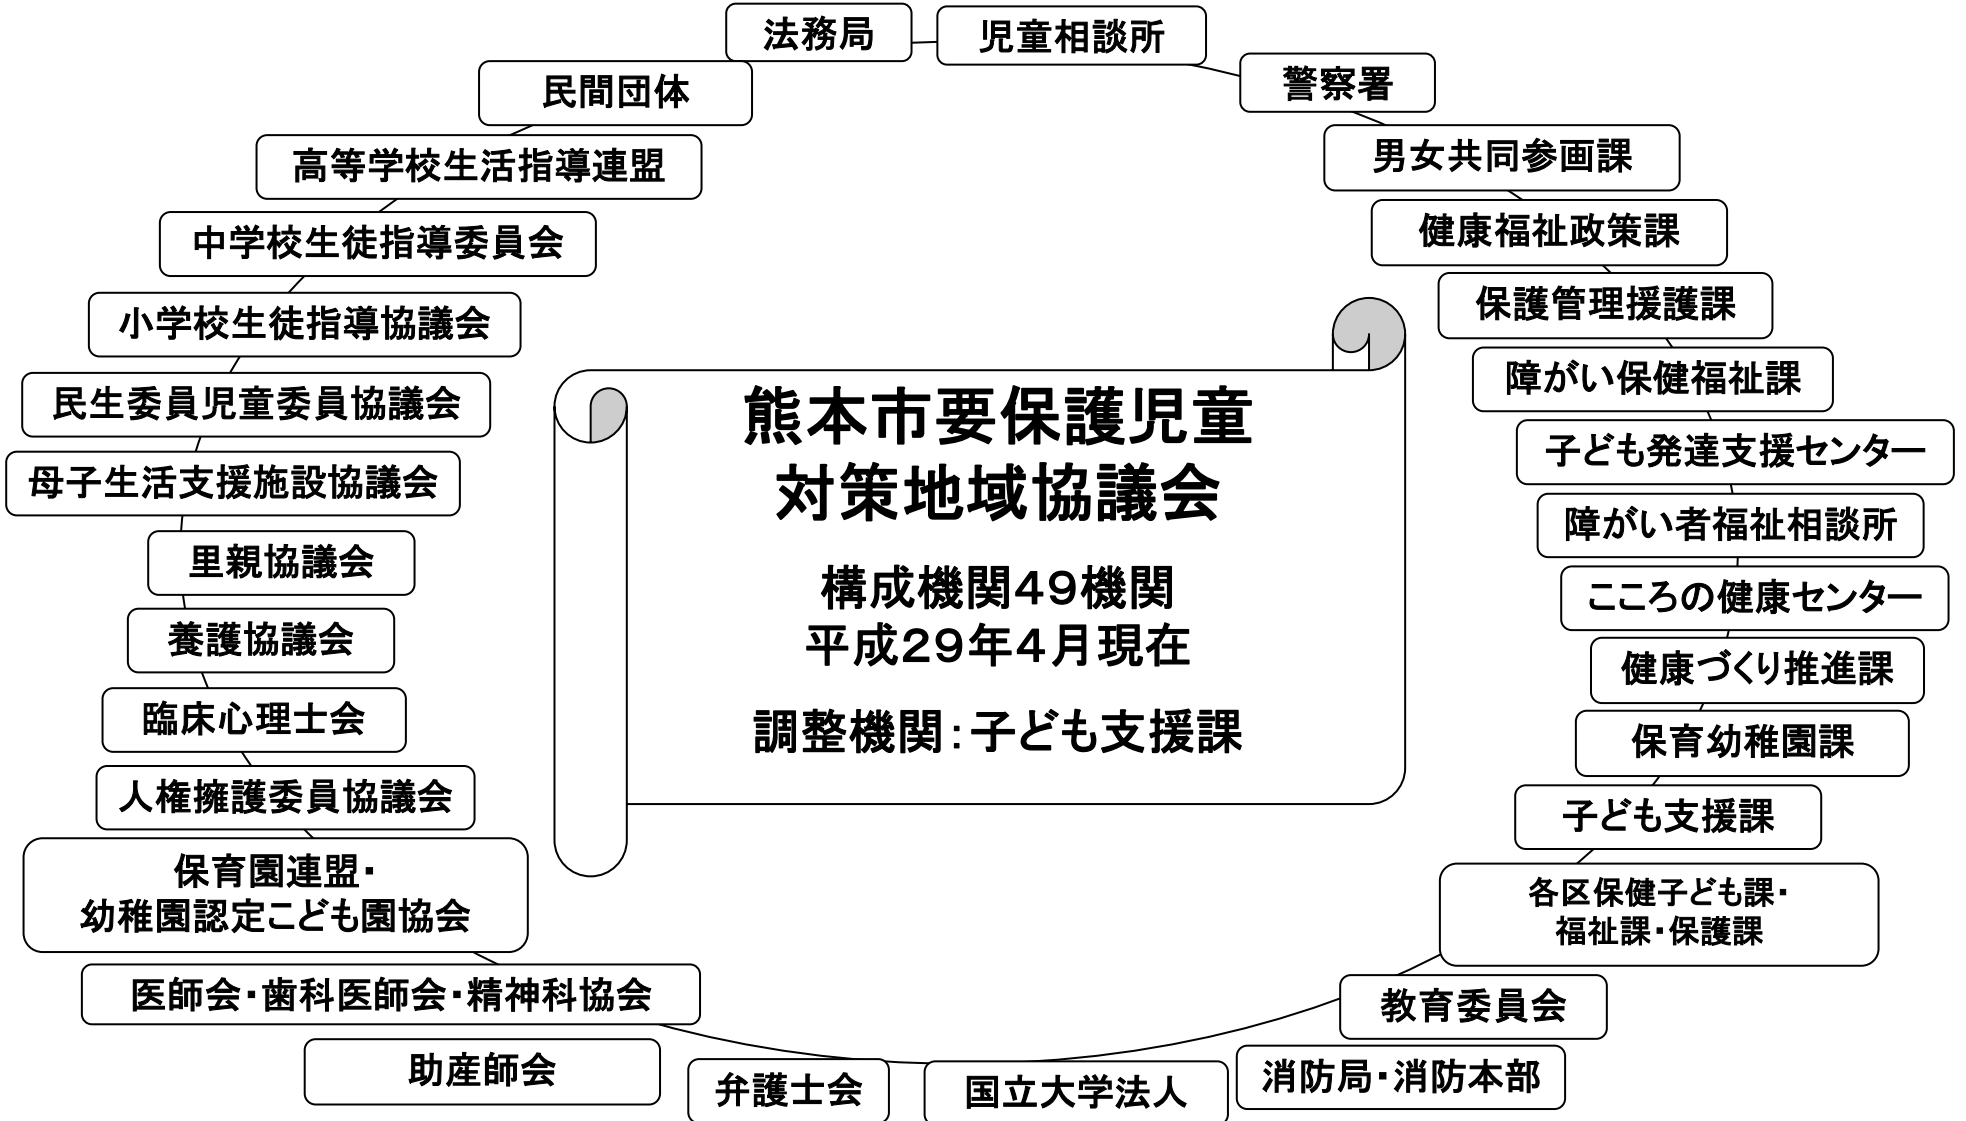 法務局
児童相談所
警察署
民間団体
男女共同参画課
高等学校生活指導連盟
健康福祉政策課
中学校生徒指導委員会
保護管理援護課
小学校生徒指導協議会
障がい保健福祉課
民生委員児童委員協議会
子ども発達支援センター
母子生活支援施設協議会
障がい者福祉相談所
里親協議会
こころの健康センター
養護協議会
健康づくり推進課
臨床心理士会
保育幼稚園課
人権擁護委員協議会
子ども支援課
保育園連盟・
幼稚園認定こども園協会
各区保健子ども課・
福祉課・保護課
医師会・歯科医師会・精神科協会
教育委員会
助産師会
弁護士会
国立大学法人
消防局・消防本部
熊本市要保護児童
対策地域協議会
構成機関４９機関
平成２９年４月現在
調整機関：子ども支援課